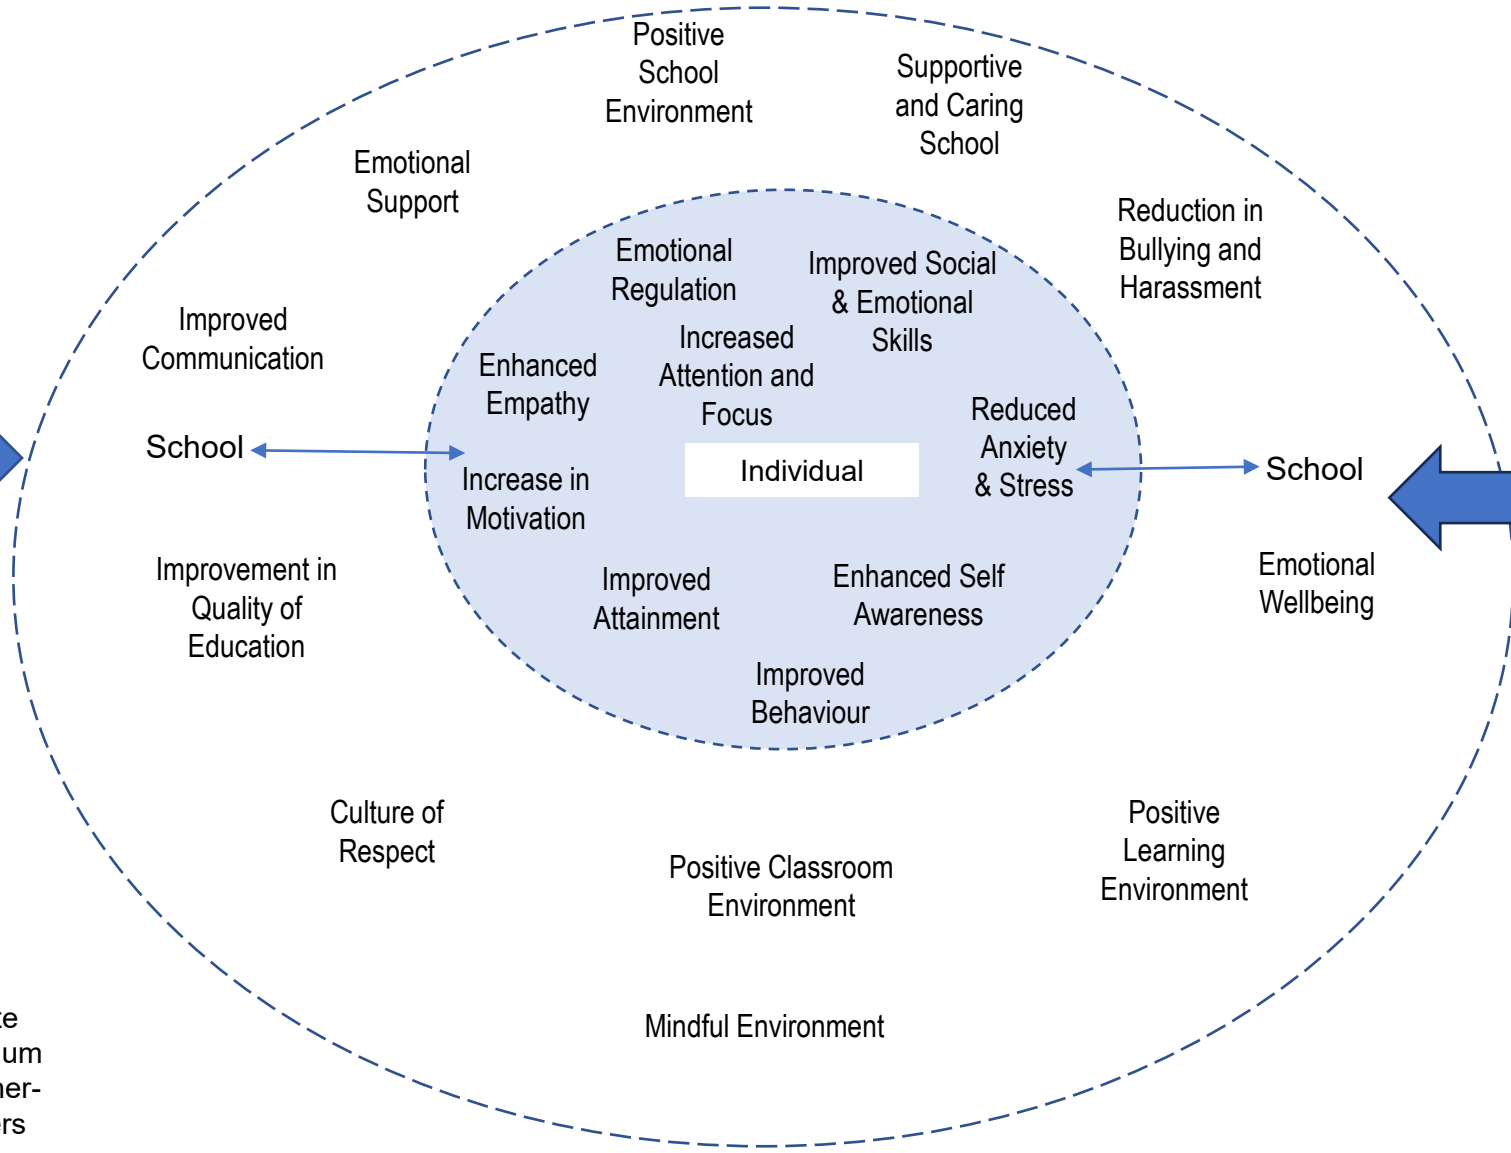 Positive
School
Environment
Supportive
and Caring
School
Emotional
Support
Reduction in
Bullying and
Harassment
Improved
Communication
School
Improvement in
Quality of
Education
Emotional
Regulation
Improved Social
& Emotional
Skills
Increased
Attention and
Focus
Enhanced
Empathy
Reduced
Anxiety
& Stress
Individual
Increase in
Motivation
Improved
Attainment
Enhanced Self
Awareness
Improved
Behaviour
School
Emotional
Wellbeing
Culture of
Respect
Positive Classroom
Environment
Positive
Learning
Environment
Mindful Environment